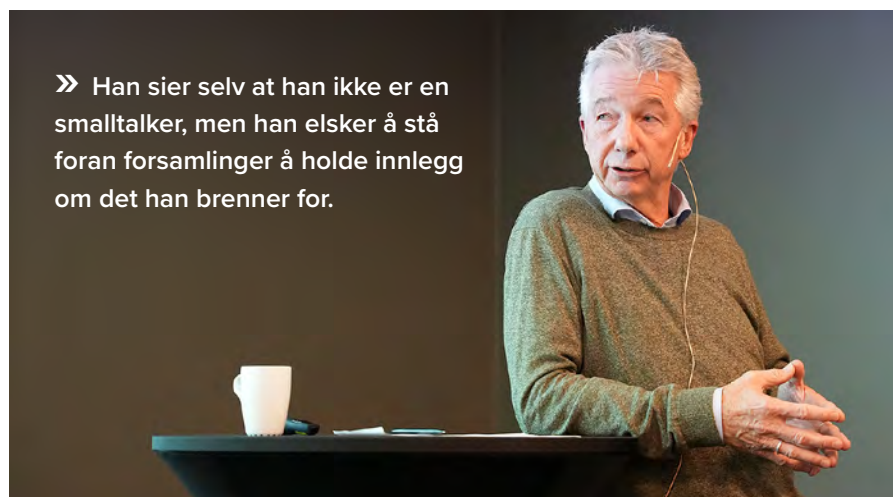 » Han sier selv at han ikke er en
smalltalker, men han elsker å stå
foran forsamlinger å holde innlegg
om det han brenner for.